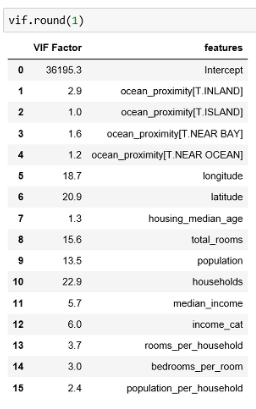 vif.round(1)
VIF Factor features
0 36195.3 Intercept
1 2.9 ocean_proximity[T.INLAND]
2 1.0 ocean_proximity[T.ISLAND]
3 1.6 ocean_proximity[T.NEAR BAY]
4 1.2 ocean_proximity[T.NEAR OCEAN]
5 18.7 longitude
6 20.9 latitude
7 1.3 housing_median_age
8 15.6 total_rooms
9 13.5 population
10 22.9 households
11 5.7 median_income
12 6.0 income_cat
13 3.7 rooms_per_household
14 3.0 bedrooms_per_room
15 2.4 population_per_household